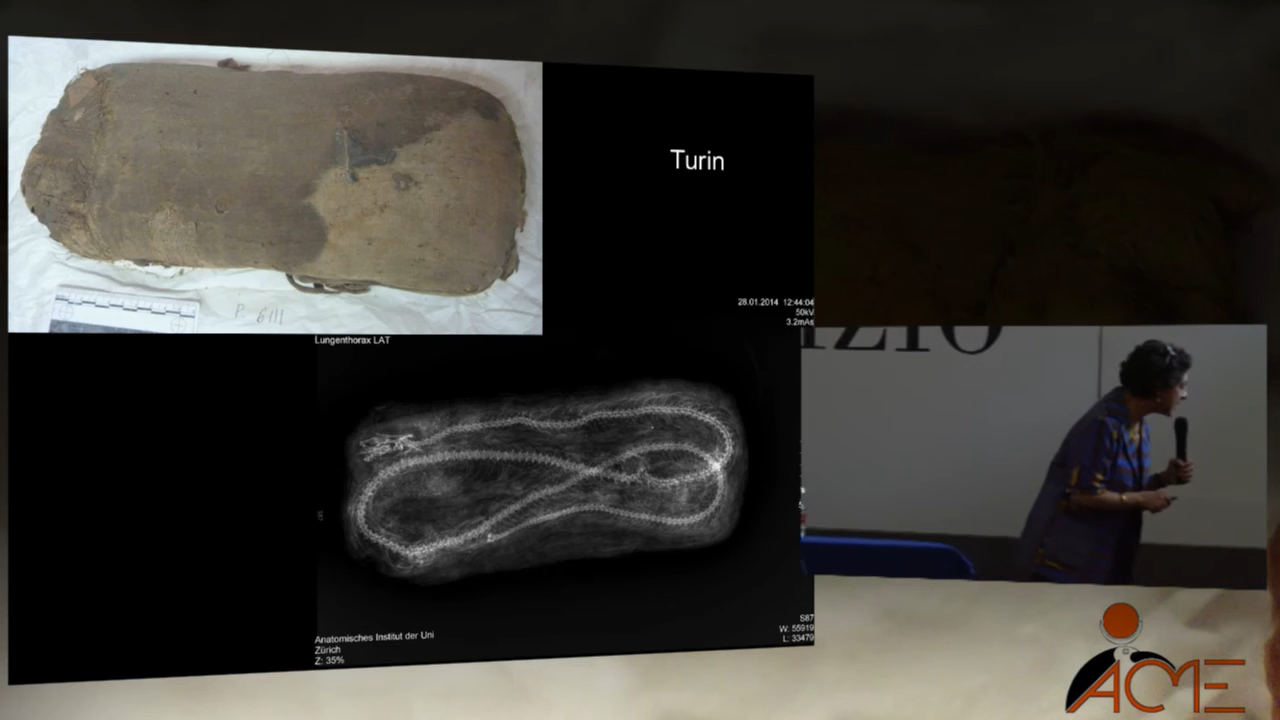 Turin
P 6111
28.01.2014 12:44:04
50kV
3.2mAs
Lungenthorax LAT
S87
W: 55919
L: 33479
Anatomisches Institut der Uni
Zürich
Z: 35%
ACME